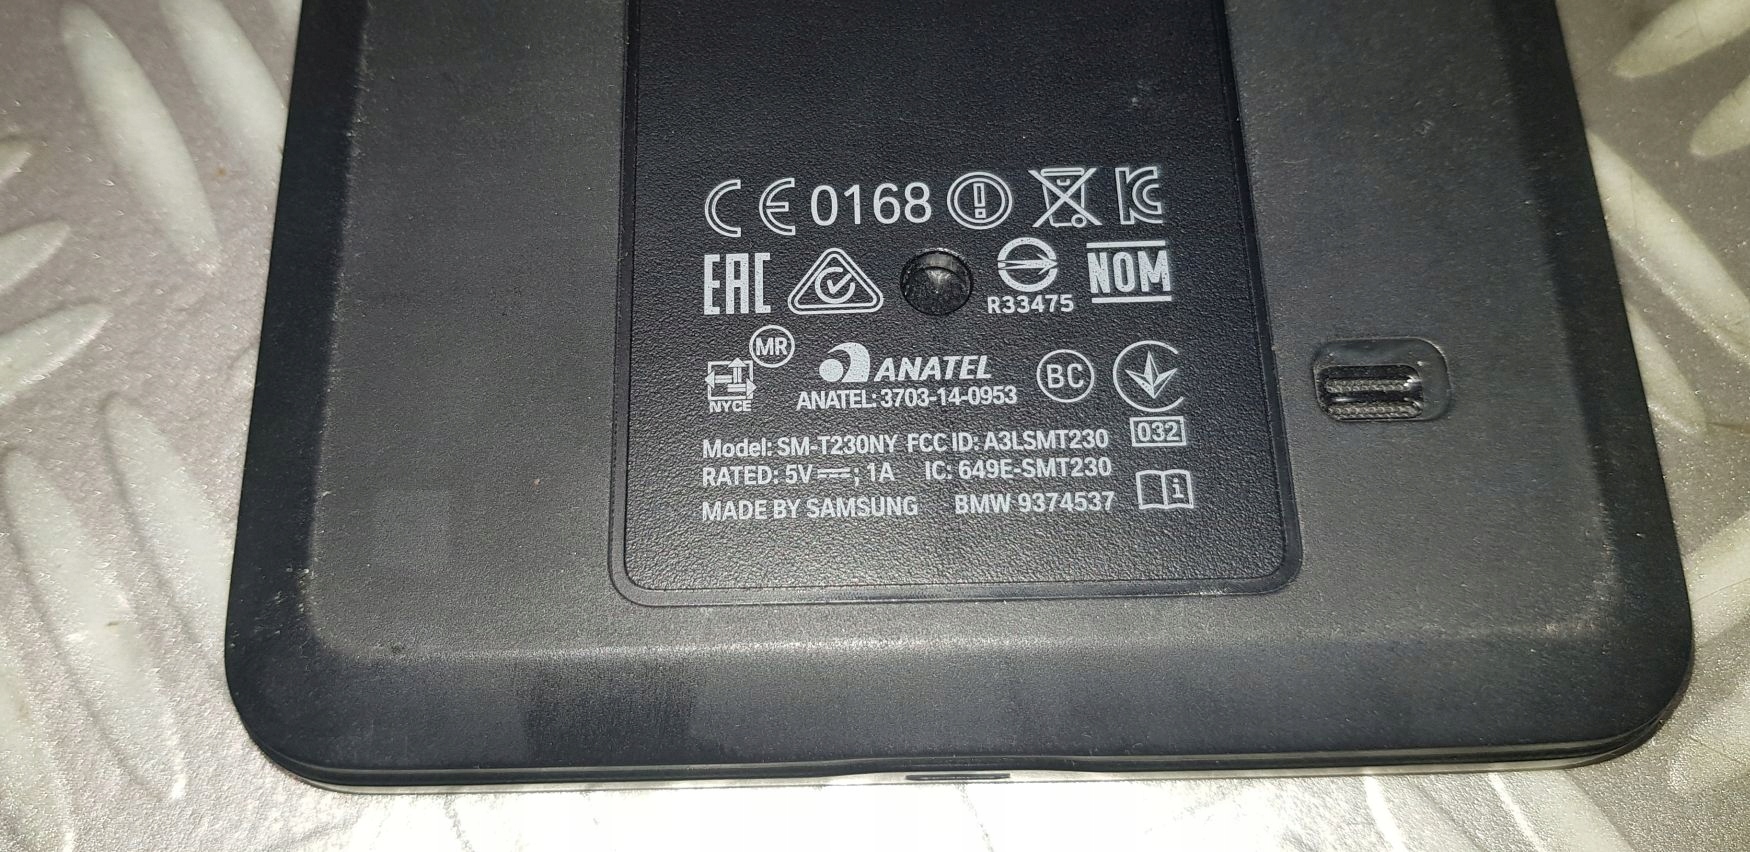 CE 0168
EAC R33475 NOM
MR
NYCE ANATEL BC
ANATEL: 3703-14-0953
Model: SM-T230NY FCC ID: A3LSMT230 032
RATED: 5V⎓; 1A IC: 649E-SMT230
MADE BY SAMSUNG BMW 9374537